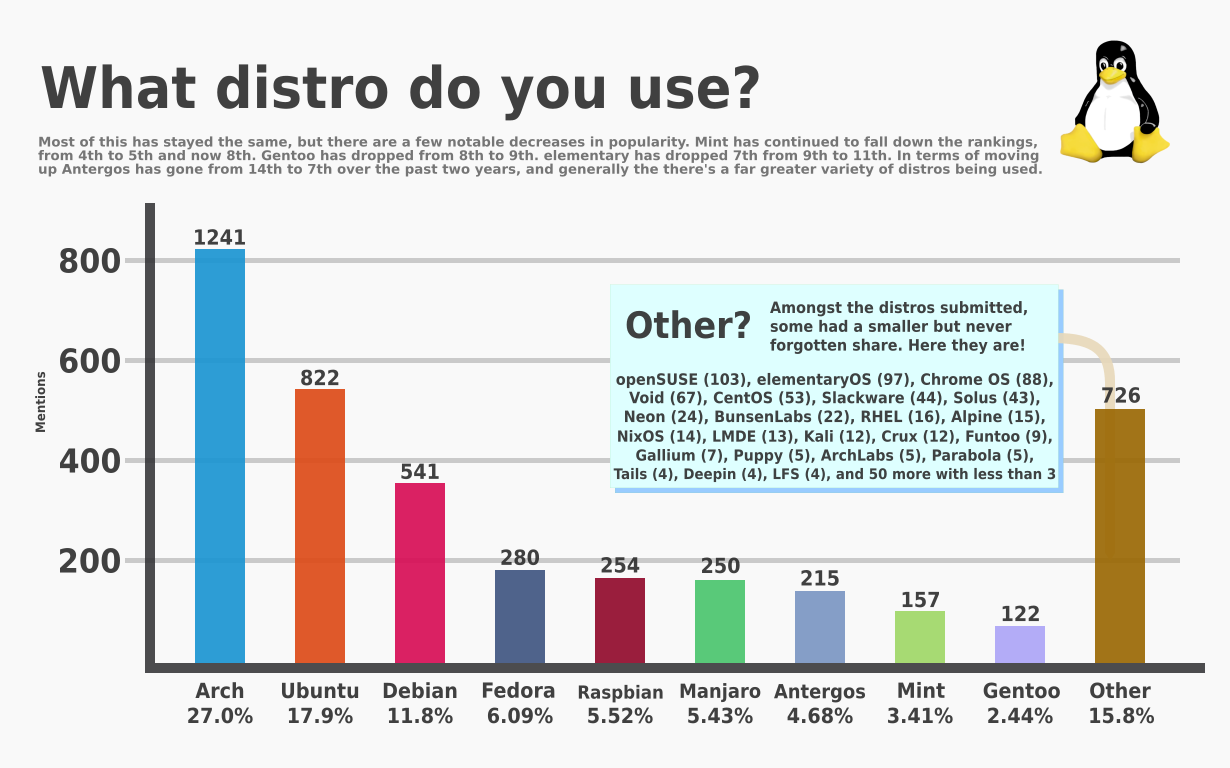 What distro do you use?
Most of this has stayed the same, but there are a few notable decreases in popularity. Mint has continued to fall down the rankings,
from 4th to 5th and now 8th. Gentoo has dropped from 8th to 9th. elementary has dropped 7th from 9th to 11th. In terms of moving
up Antergos has gone from 14th to 7th over the past two years, and generally the there's a far greater variety of distros being used.
Mentions
800
600
400
200
1241
822
541
280
254
250
215
157
122
726
Other?
Amongst the distros submitted,
some had a smaller but never
forgotten share. Here they are!
openSUSE (103), elementaryOS (97), Chrome OS (88),
Void (67), CentOS (53), Slackware (44), Solus (43),
Neon (24), BunsenLabs (22), RHEL (16), Alpine (15),
NixOS (14), LMDE (13), Kali (12), Crux (12), Funtoo (9),
Gallium (7), Puppy (5), ArchLabs (5), Parabola (5),
Tails (4), Deepin (4), LFS (4), and 50 more with less than 3
Arch Ubuntu Debian Fedora Raspbian Manjaro Antergos Mint Gentoo Other
27.0% 17.9% 11.8% 6.09% 5.52% 5.43% 4.68% 3.41% 2.44% 15.8%